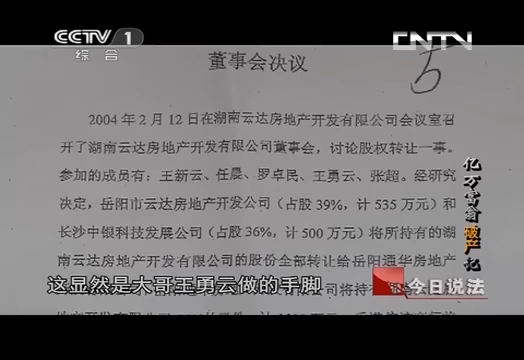 CCTV 1
综合
CNTN
董事会决议
5
2004 年 2 月 12 日在湖南云达房地产开发有限公司会议室召
开了湖南云达房地产开发有限公司董事会，讨论股权转让一事。
参加的成员有：王新云、任晨、罗卓民、王勇云、张超。经研究
决定，岳阳市云达房地产开发公司（占股 39%，计 535 万元）和
长沙中银科技发展公司（占股 36%，计 500 万元）将所持有的湖
南云达房地产开发有限公司的股份全部转让给岳阳通华房地产
亿万富翁破产记
这显然是大哥王勇云做的手脚
有限公司将持
今日说法